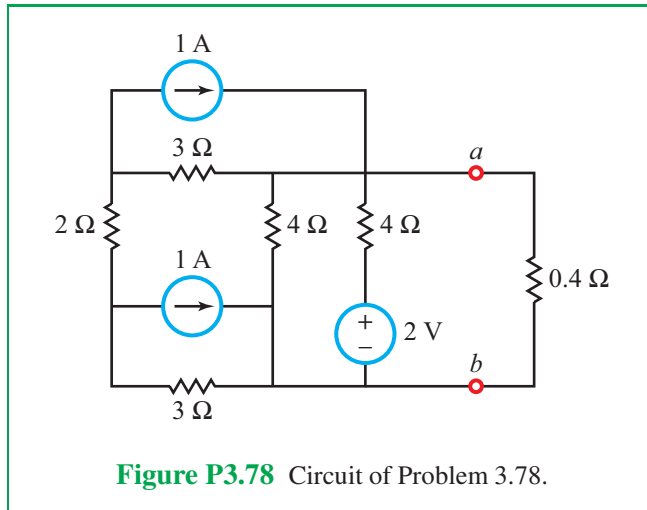 1 A
3 Ω
a
2 Ω
4 Ω
4 Ω
1 A
0.4 Ω
+
–
2 V
b
3 Ω
Figure P3.78 Circuit of Problem 3.78.